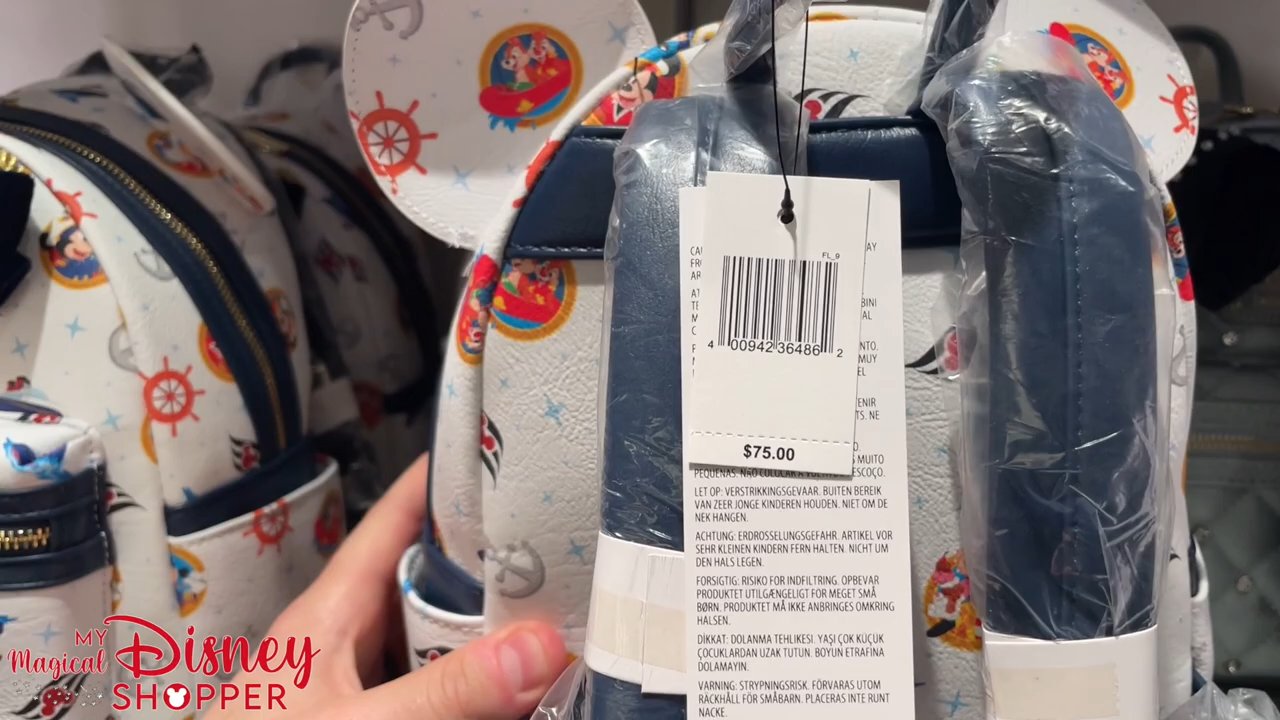 FL_9
4 00942 36486 2
$75.00
PEQUENAS. NÃO COLOCAR À VOLTA DO PESCOÇO.
LET OP: VERSTRIKKINGSGEVAAR. BUITEN BEREIK
VAN ZEER JONGE KINDEREN HOUDEN. NIET OM DE
NEK HANGEN.
ACHTUNG: ERDROSSELUNGSGEFAHR. ARTIKEL VOR
SEHR KLEINEN KINDERN FERN HALTEN. NICHT UM
DEN HALS LEGEN.
FORSIGTIG: RISIKO FOR INDFILTRING. OPBEVAR
PRODUKTET UTILGÆNGELIGT FOR MEGET SMÅ
BØRN. PRODUKTET MÅ IKKE ANBRINGES OMKRING
HALSEN.
DİKKAT: DOLANMA TEHLIKESI. YAŞI ÇOK KÜÇÜK
ÇOCUKLARDAN UZAK TUTUN. BOYUN ETRAFINA
DOLAMAYIN.
VARNING: STRYPNINGSRISK. FÖRVARAS UTOM
RÄCKHÅLL FÖR SMÅBARN. PLACERAS INTE RUNT
NACKE.
MY
Magical Disney
SHOPPER